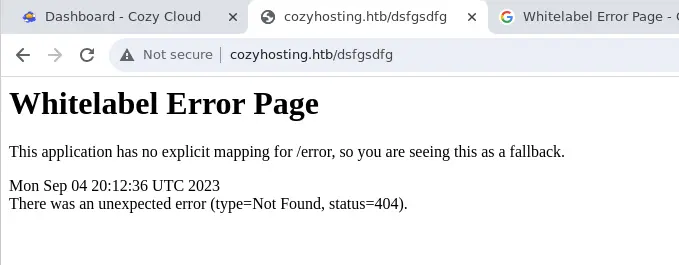 Dashboard - Cozy Cloud
cozyhosting.htb/dsfgsdfg
Whitelabel Error Page -
Not secure
cozyhosting.htb/dsfgsdfg
Whitelabel Error Page
This application has no explicit mapping for /error, so you are seeing this as a fallback.
Mon Sep 04 20:12:36 UTC 2023
There was an unexpected error (type=Not Found, status=404).